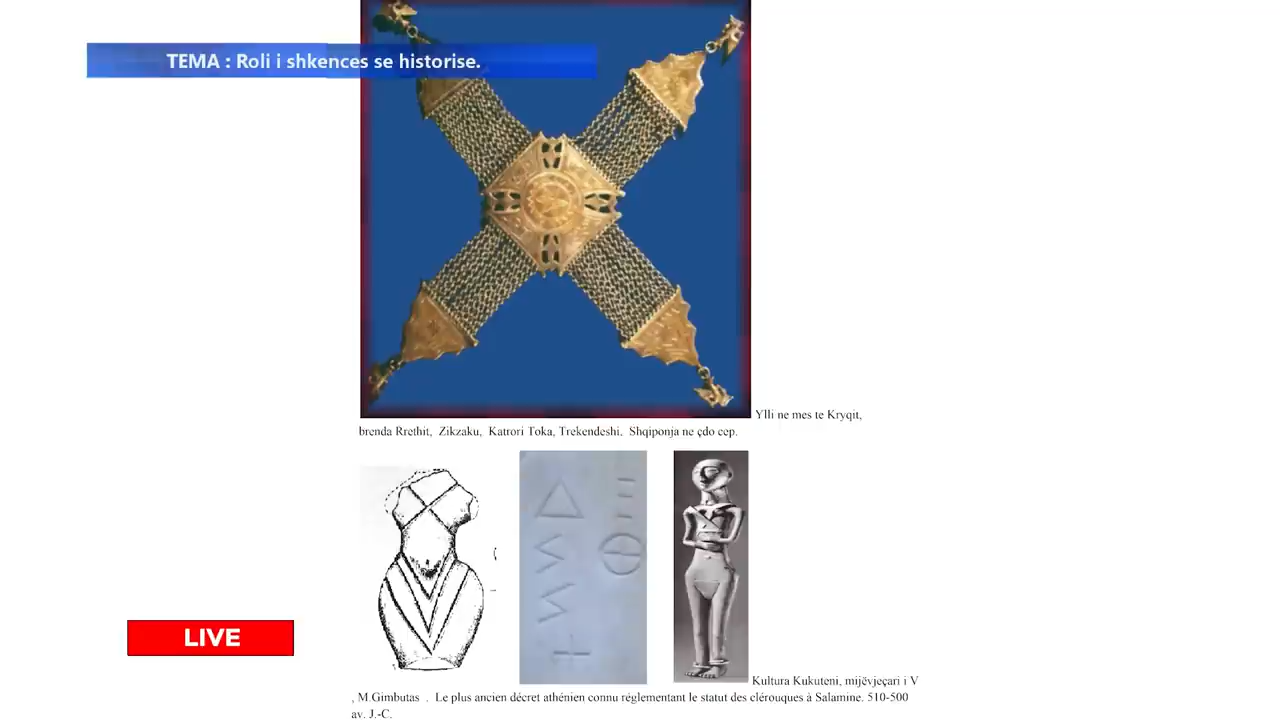 TEMA : Roli i shkences se historise.
Ylli ne mes te Kryqit,
brenda Rrethit, Zikzaku, Katrori Toka, Trekendeshi. Shqiponja ne çdo cep.
LIVE
Kultura Kukuteni, mijëvjeçari i V
, M.Gimbutas . Le plus ancien décret athénien connu réglementant le statut des clérouques à Salamine. 510-500
av. J.-C.